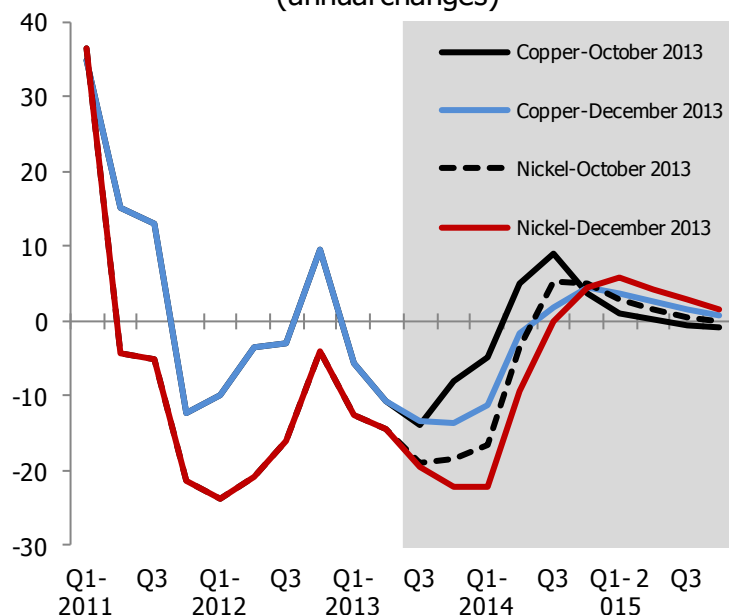 (annualchanges)
40
30
20
10
0
-10
-20
-30
Copper-October 2013
Copper-December 2013
Nickel-October 2013
Nickel-December 2013
Q1- Q3 Q1- Q3 Q1- Q3 Q1- Q3 Q1-2 Q3
2011 2012 2013 2014 015